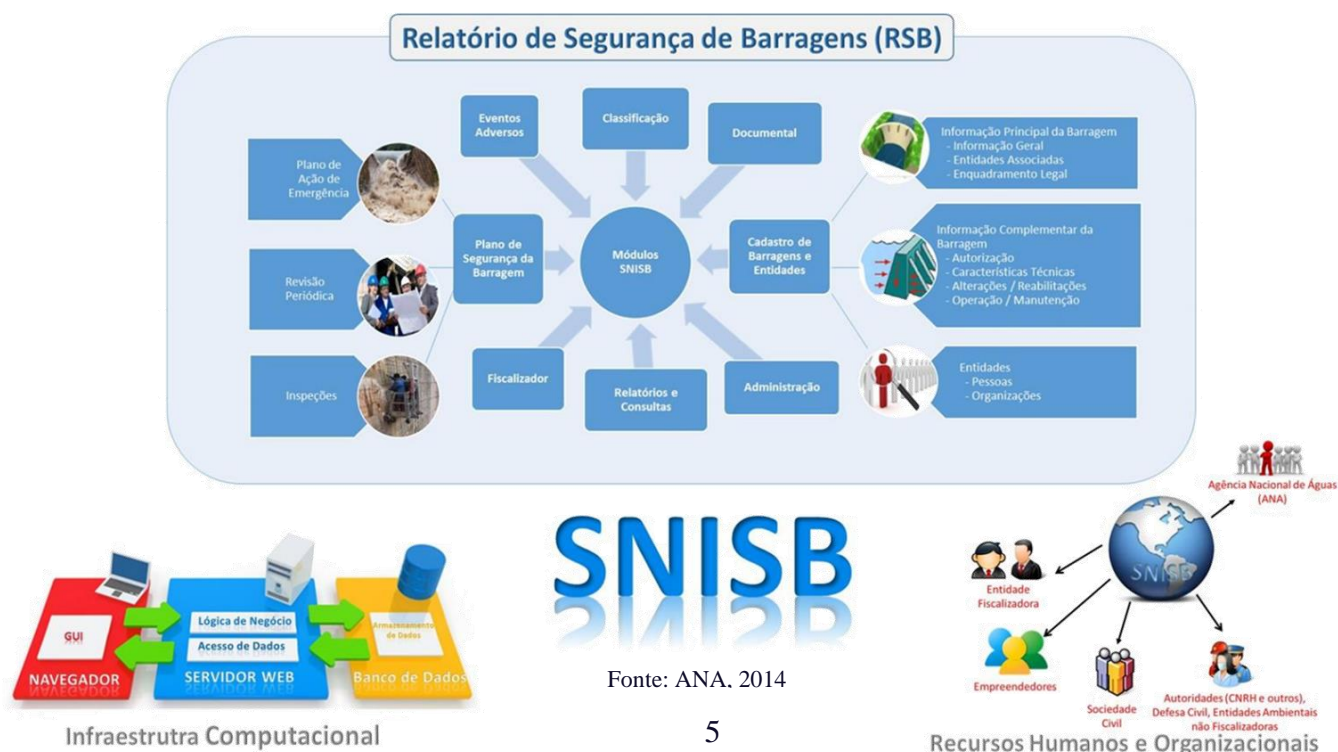 Relatório de Segurança de Barragens (RSB)
Eventos
Adversos
Classificação
Documental
Plano de
Ação de
Emergência
Revisão
Periódica
Inspeções
Plano de
Segurança da
Barragem
Módulos
SNISB
Cadastro de
Barragens e
Entidades
Fiscalizador
Relatórios e
Consultas
Administração
Informação Principal da Barragem
- Informação Geral
- Entidades Associadas
- Enquadramento Legal
Informação Complementar da
Barragem
- Autorização
- Características Técnicas
- Alterações / Reabilitações
- Operação / Manutenção
Entidades
- Pessoas
- Organizações
GUI
NAVEGADOR
Lógica de Negócio
Acesso de Dados
SERVIDOR WEB
Armazenamento
de Dados
Banco de Dados
Infraestrutra Computacional
SNISB
Fonte: ANA, 2014
5
Agência Nacional de Águas
(ANA)
SNISB
Entidade
Fiscalizadora
Empreendedores
Sociedade
Civil
Autoridades (CNRH e outros),
Defesa Civil, Entidades Ambientais
não Fiscalizadoras
Recursos Humanos e Organizacionais